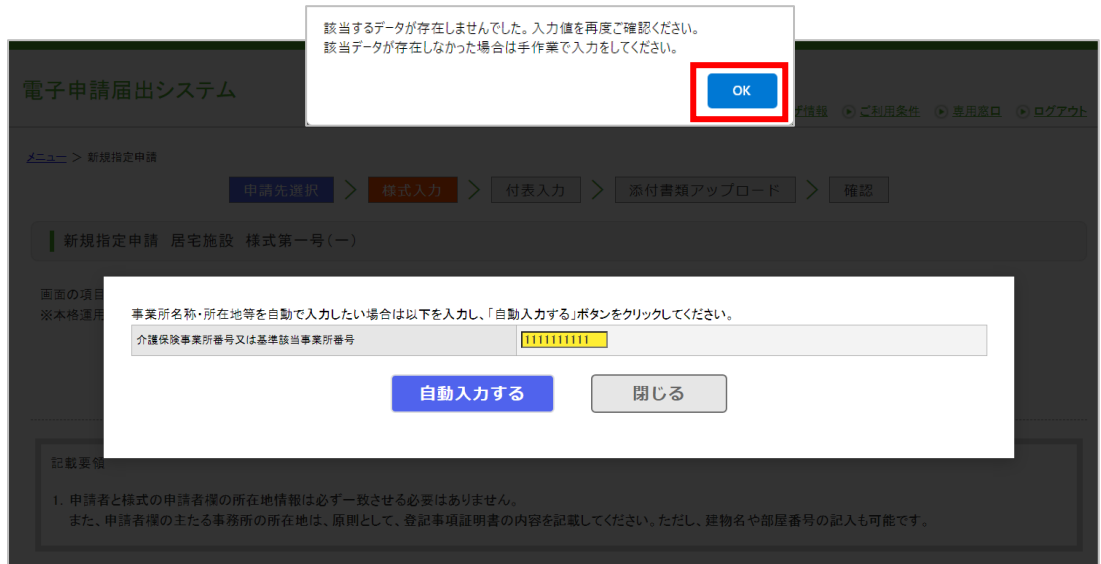 該当するデータが存在しませんでした。入力値を再度ご確認ください。
該当データが存在しなかった場合は手作業で入力をしてください。
OK
電子申請届出システム
ザ情報 ご利用条件 専用窓口 ログアウト
メニュー > 新規指定申請
申請先選択 > 様式入力 > 付表入力 > 添付書類アップロード > 確認
新規指定申請 居宅施設 様式第一号(一)
画面の項目
※本格運用
事業所名称・所在地等を自動で入力したい場合は以下を入力し、「自動入力する」ボタンをクリックしてください。
介護保険事業所番号又は基準該当事業所番号 1111111111
自動入力する 閉じる
記載要領
1. 申請者と様式の申請者欄の所在地情報は必ず一致させる必要はありません。
また、申請者欄の主たる事務所の所在地は、原則として、登記事項証明書の内容を記載してください。ただし、建物名や部屋番号の記入も可能です。